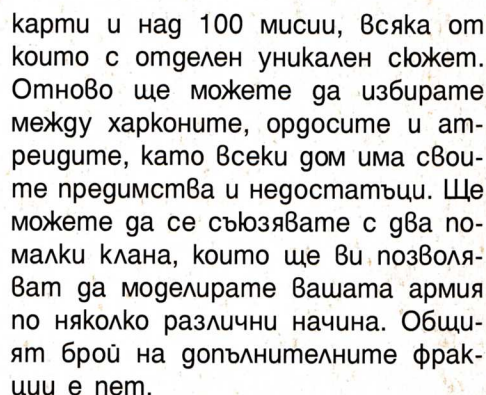 карти и над 100 мисии, всяка от
които с отделен уникален сюжет.
Отново ще можете да избирате
между харконите, ордосите и ат-
реидите, като всеки дом има свои-
те предимства и недостатъци. Ще
можете да се съюзявате с два по-
малки клана, които ще ви позволя-
ват да моделирате вашата армия
по няколко различни начина. Общи-
ят брой на допълнителните фрак-
ции е пет.